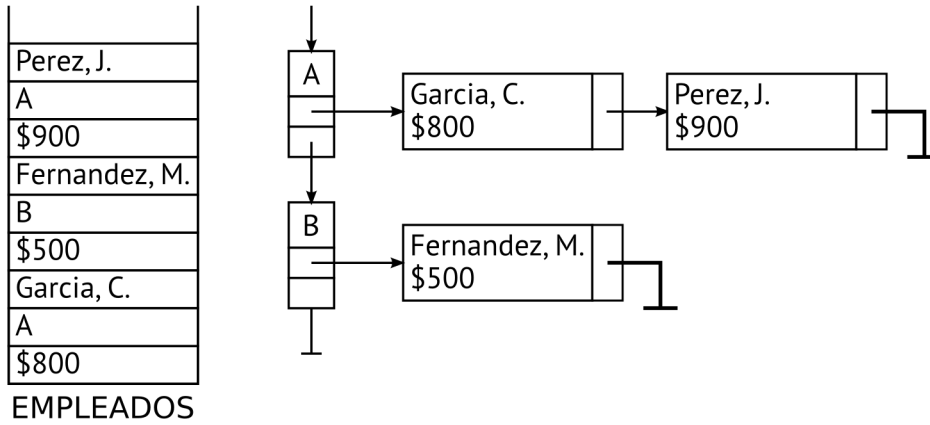 Perez, J.
A
$900
Fernandez, M.
B
$500
Garcia, C.
A
$800
EMPLEADOS
A
Garcia, C.
$800
Perez, J.
$900
B
Fernandez, M.
$500